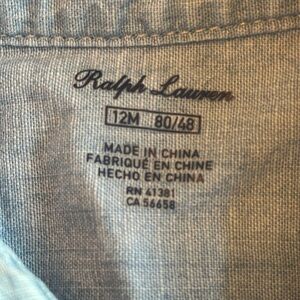 Ralph Lauren
12M 80/48
MADE IN CHINA
FABRIQUÉ EN CHINE
HECHO EN CHINA
RN 41381
CA 56658